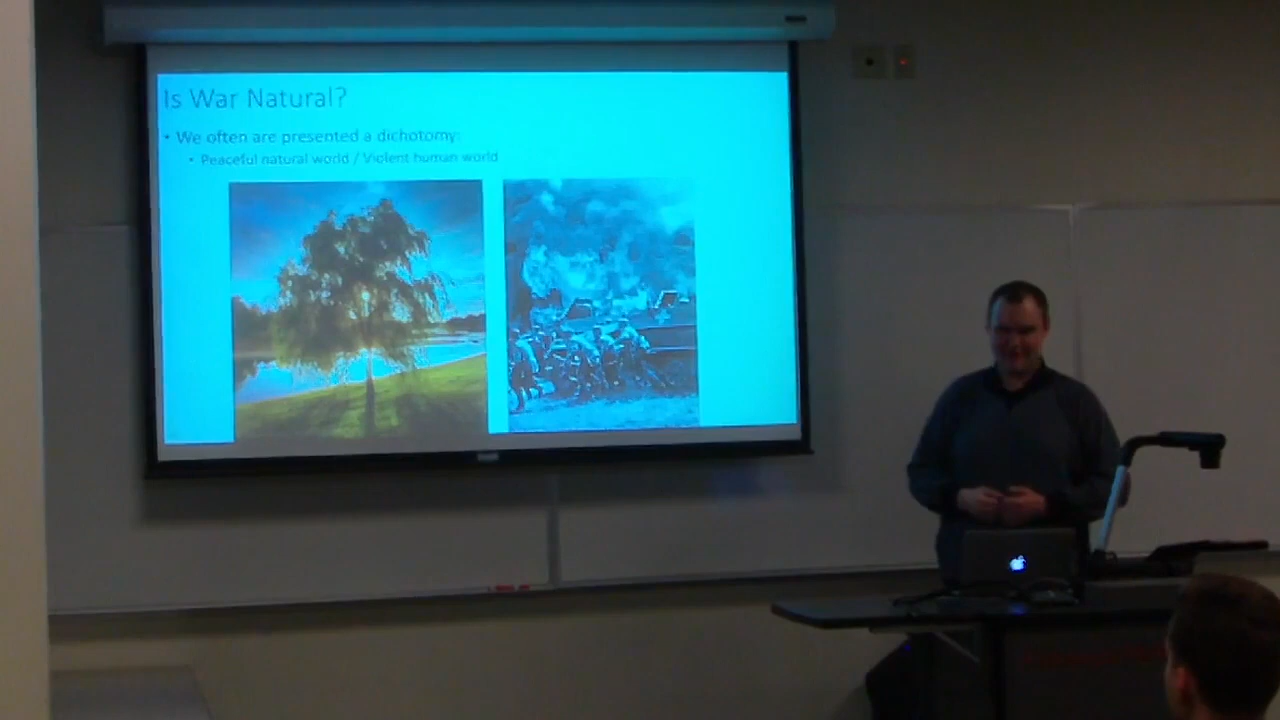 Is War Natural?
• We often are presented a dichotomy:
• Peaceful natural world / Violent human world